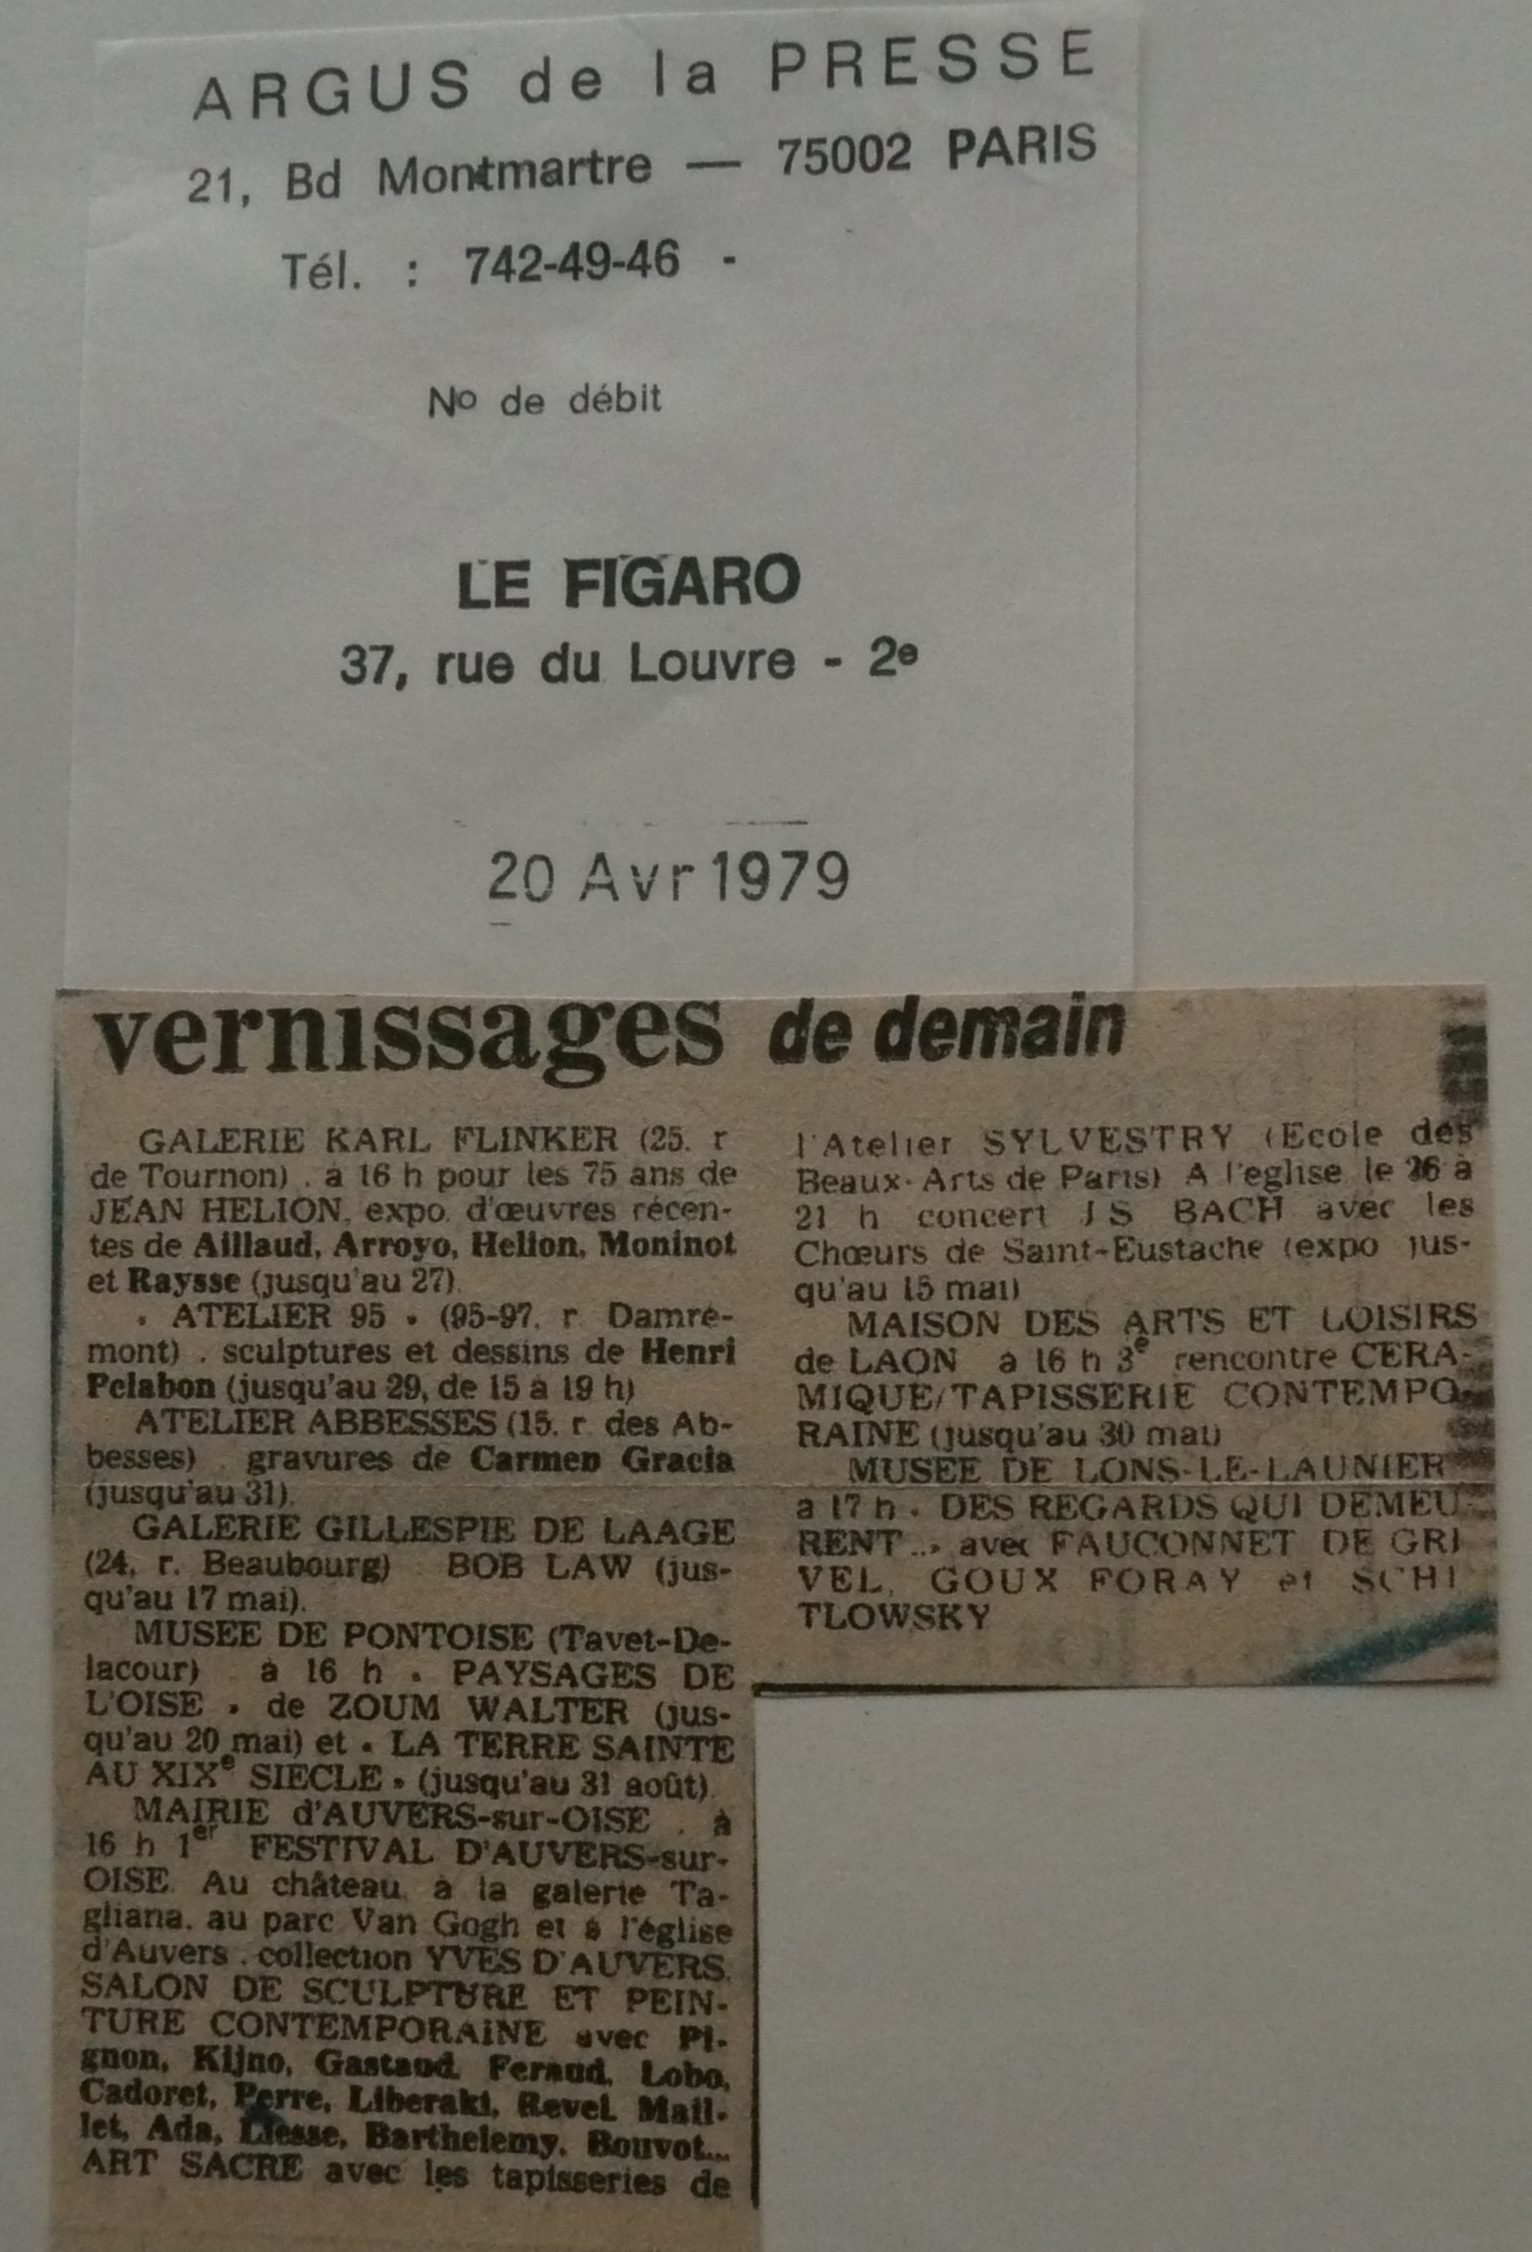 ARGUS de la PRESSE
21, Bd Montmartre — 75002 PARIS
Tél. : 742-49-46 -
No de débit
LE FIGARO
37, rue du Louvre - 2e
20 Avr 1979
vernissages de demain
GALERIE KARL FLINKER (25. r
de Tournon) . à 16 h pour les 75 ans de
JEAN HELION, expo. d'œuvres récen-
tes de Aillaud, Arroyo, Helion, Moninot
et Raysse (jusqu'au 27).
« ATELIER 95 » (95-97. r Damré-
mont) . sculptures et dessins de Henri
Pelabon (jusqu'au 29, de 15 à 19 h)
ATELIER ABBESSES (15. r des Ab-
besses) . gravures de Carmen Gracia
(jusqu'au 31).
GALERIE GILLESPIE DE LAAGE
(24, r. Beaubourg) BOB LAW (jus-
qu'au 17 mai).
MUSEE DE PONTOISE (Tavet-De-
lacour) à 16 h « PAYSAGES DE
L'OISE » de ZOUM WALTER (jus-
qu'au 20 mai) et « LA TERRE SAINTE
AU XIXe SIECLE » (jusqu'au 31 août).
MAIRIE d'AUVERS-sur-OISE . à
16 h 1er FESTIVAL D'AUVERS-sur-
OISE. Au château, à la galerie Ta-
gliana, au parc Van Gogh et à l'église
d'Auvers . collection YVES D'AUVERS.
SALON DE SCULPTURE ET PEIN-
TURE CONTEMPORAINE avec Pi-
gnon, Kijno, Gastaud, Feraud, Lobo,
Cadoret, Perre, Liberaki, Revel, Mail-
let, Ada, Liesse, Barthelemy, Bouvot...
ART SACRE avec les tapisseries de
l'Atelier SYLVESTRY (Ecole des
Beaux-Arts de Paris) A l'eglise le 26 à
21 h concert J S BACH avec les
Chœurs de Saint-Eustache (expo jus-
qu'au 15 mai)
MAISON DES ARTS ET LOISIRS
de LAON à 16 h 3e rencontre CERA-
MIQUE/TAPISSERIE CONTEMPO-
RAINE (jusqu'au 30 mai)
MUSEE DE LONS-LE-LAUNIER
a 17 h « DES REGARDS QUI DEMEU
RENT...» avec FAUCONNET DE GRI
VEL, GOUX FORAY et SCHI
TLOWSKY